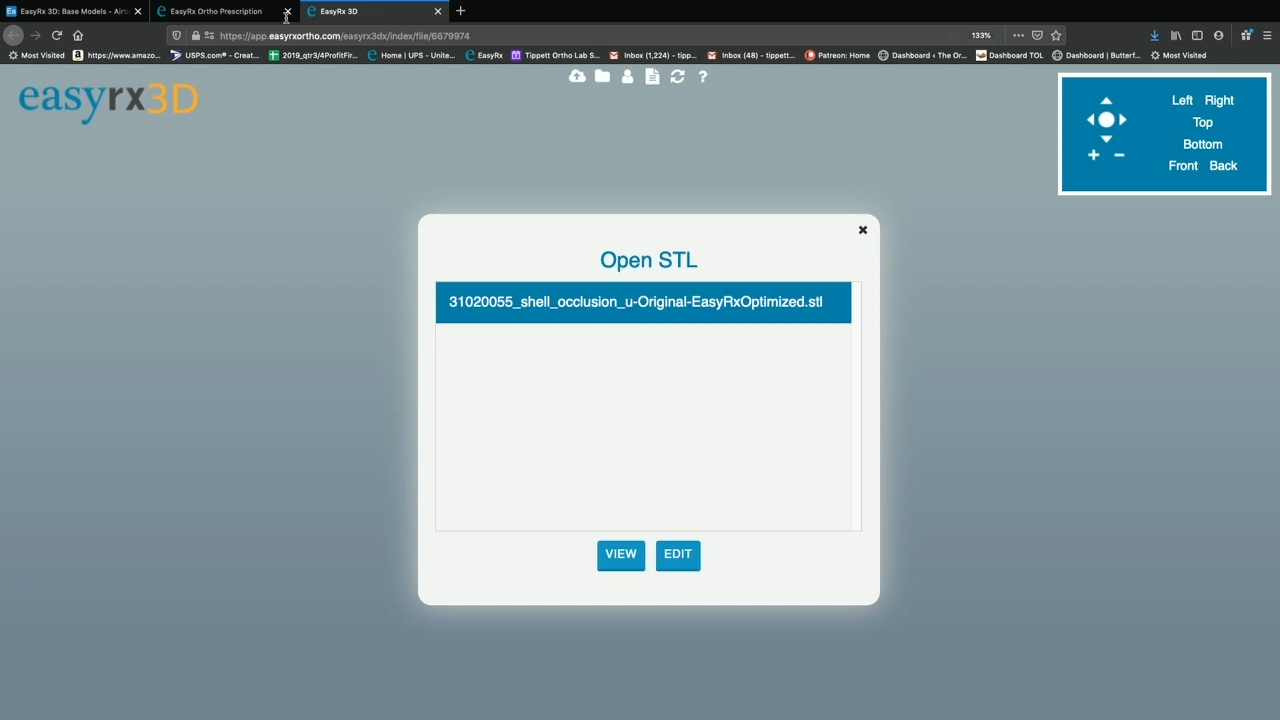 EasyRx 3D: Base Models - Airta
EasyRx Ortho Prescription
EasyRx 3D
https://app.easyrxortho.com/easyrx3dx/index/file/6679974
133%
Most Visited
https://www.amazo...
USPS.com® - Creat...
2019_qtr3/4ProfitFir...
Home | UPS - Unite...
EasyRx
Tippett Ortho Lab S...
Inbox (1,224) - tipp...
Inbox (48) - tippett...
Patreon: Home
Dashboard ‹ The Or...
Dashboard TOL
Dashboard | Butterf...
Most Visited
easyrx3D
Left Right
Top
Bottom
Front Back
Open STL
31020055_shell_occlusion_u-Original-EasyRxOptimized.stl
VIEW
EDIT